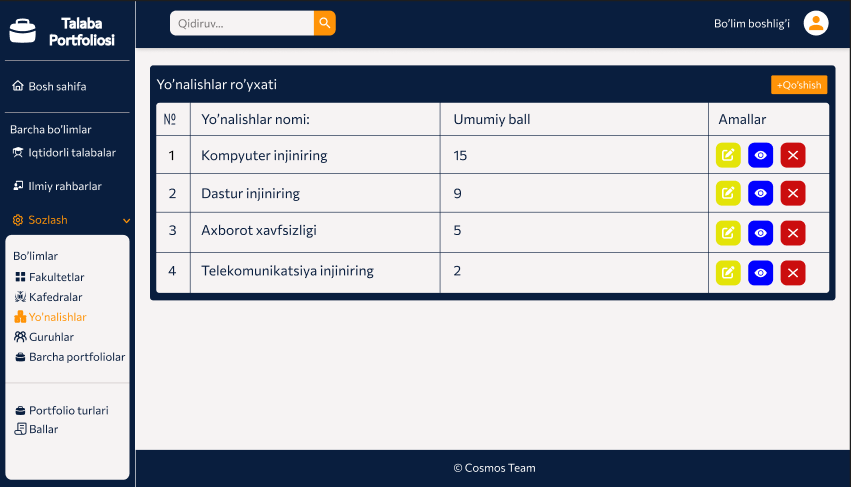 Talaba
Portfoliosi
Qidiruv...
Bo'lim boshlig'i
Bosh sahifa
Barcha bo'limlar
Iqtidorli talabalar
Ilmiy rahbarlar
Sozlash
Bo'limlar
Fakultetlar
Kafedralar
Yo'nalishlar
Guruhlar
Barcha portfoliolar
Portfolio turlari
Ballar
Yo'nalishlar ro'yxati
+Qo'shish
№ Yo'nalishlar nomi: Umumiy ball Amallar
1 Kompyuter injiniring 15
2 Dastur injiniring 9
3 Axborot xavfsizligi 5
4 Telekomunikatsiya injiniring 2
© Cosmos Team